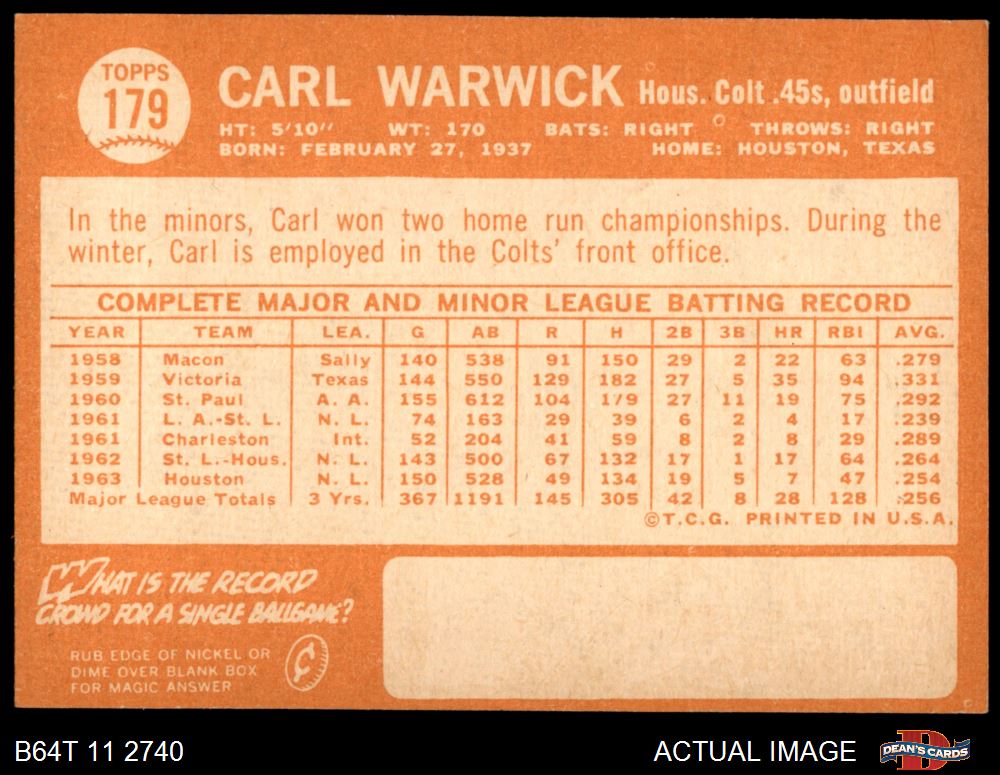 TOPPS
179
CARL WARWICK Hous. Colt .45s, outfield
HT: 5'10" WT: 170 BATS: RIGHT THROWS: RIGHT
BORN: FEBRUARY 27, 1937 HOME: HOUSTON, TEXAS
In the minors, Carl won two home run championships. During the
winter, Carl is employed in the Colts' front office.
COMPLETE MAJOR AND MINOR LEAGUE BATTING RECORD
YEAR TEAM LEA. G AB R H 2B 3B HR RBI AVG.
1958 Macon Sally 140 538 91 150 29 2 22 63 .279
1959 Victoria Texas 144 550 129 182 27 5 35 94 .331
1960 St. Paul A. A. 155 612 104 179 27 11 19 75 .292
1961 L. A.-St. L. N. L. 74 163 29 39 6 2 4 17 .239
1961 Charleston Int. 52 204 41 59 8 2 8 29 .289
1962 St. L.-Hous. N. L. 143 500 67 132 17 1 17 64 .264
1963 Houston N. L. 150 528 49 134 19 5 7 47 .254
Major League Totals 3 Yrs. 367 1191 145 305 42 8 28 128 .256
©T.C.G. PRINTED IN U.S.A.
WHAT IS THE RECORD
CROWD FOR A SINGLE BALLGAME?
RUB EDGE OF NICKEL OR
DIME OVER BLANK BOX
FOR MAGIC ANSWER
¢
B64T 11 2740 ACTUAL IMAGE
D
DEAN'S CARDS